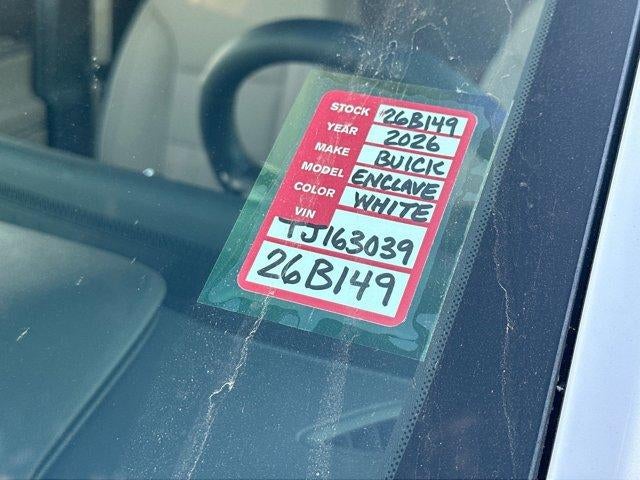 STOCK 26B149
YEAR 2026
MAKE BUICK
MODEL ENCLAVE
COLOR WHITE
VIN
TJ163039
26B149